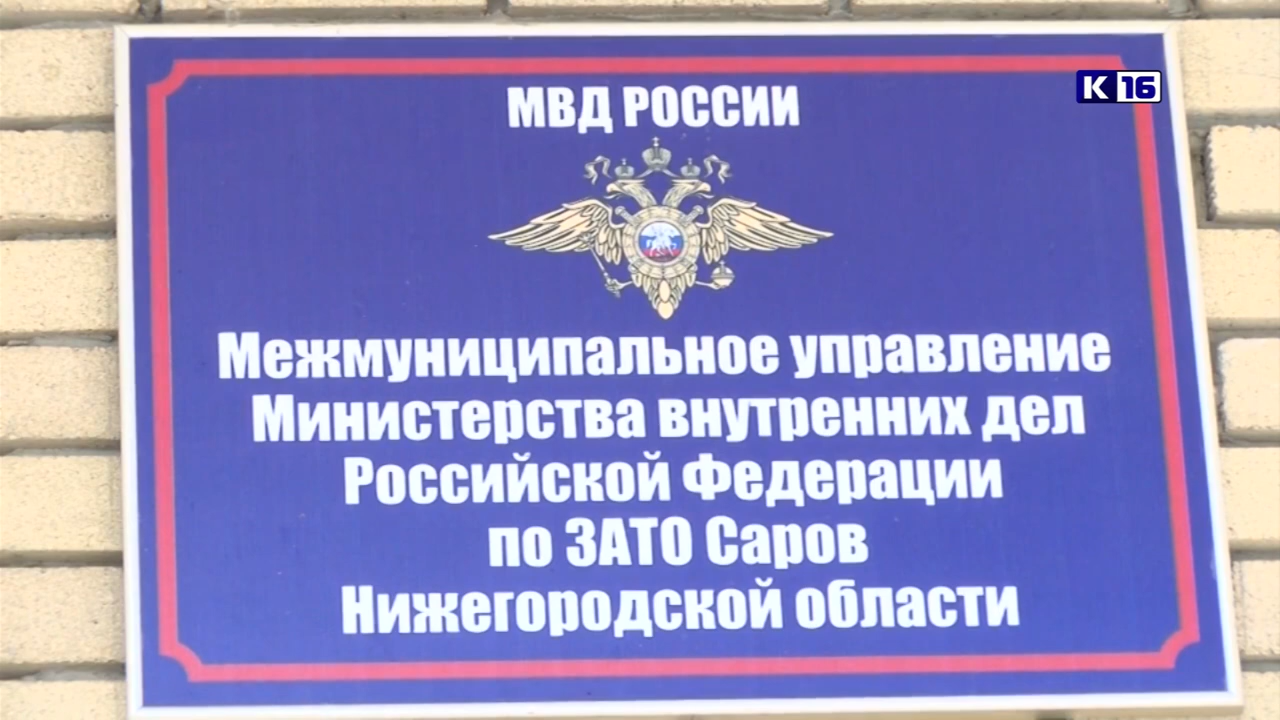 К 16
МВД РОССИИ
Межмуниципальное управление
Министерства внутренних дел
Российской Федерации
по ЗАТО Саров
Нижегородской области